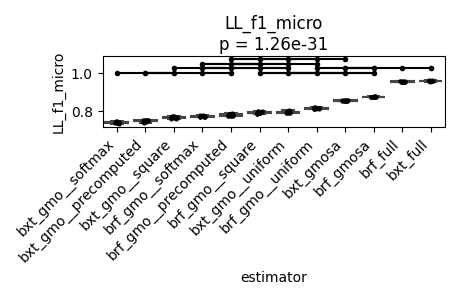 LL_f1_micro
p = 1.26e-31
LL_f1_micro
1.0
0.8
bxt_gmo__softmax
bxt_gmo__precomputed
bxt_gmo__square
brf_gmo__softmax
brf_gmo__precomputed
brf_gmo__square
bxt_gmo__uniform
brf_gmo__uniform
bxt_gmosa
brf_gmosa
brf_full
bxt_full
estimator